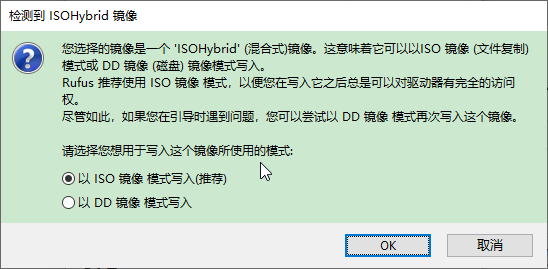 检测到 ISOHybrid 镜像
您选择的镜像是一个 'ISOHybrid' (混合式)镜像。这意味着它可以以ISO 镜像 (文件复制)
模式或 DD 镜像 (磁盘) 镜像模式写入。
Rufus 推荐使用 ISO 镜像 模式，以便您在写入它之后总是可以对驱动器有完全的访问
权。
尽管如此，如果您在引导时遇到问题，您可以尝试以 DD 镜像 模式再次写入这个镜像。
请选择您想用于写入这个镜像所使用的模式:
以 ISO 镜像 模式写入(推荐)
以 DD 镜像 模式写入
OK
取消